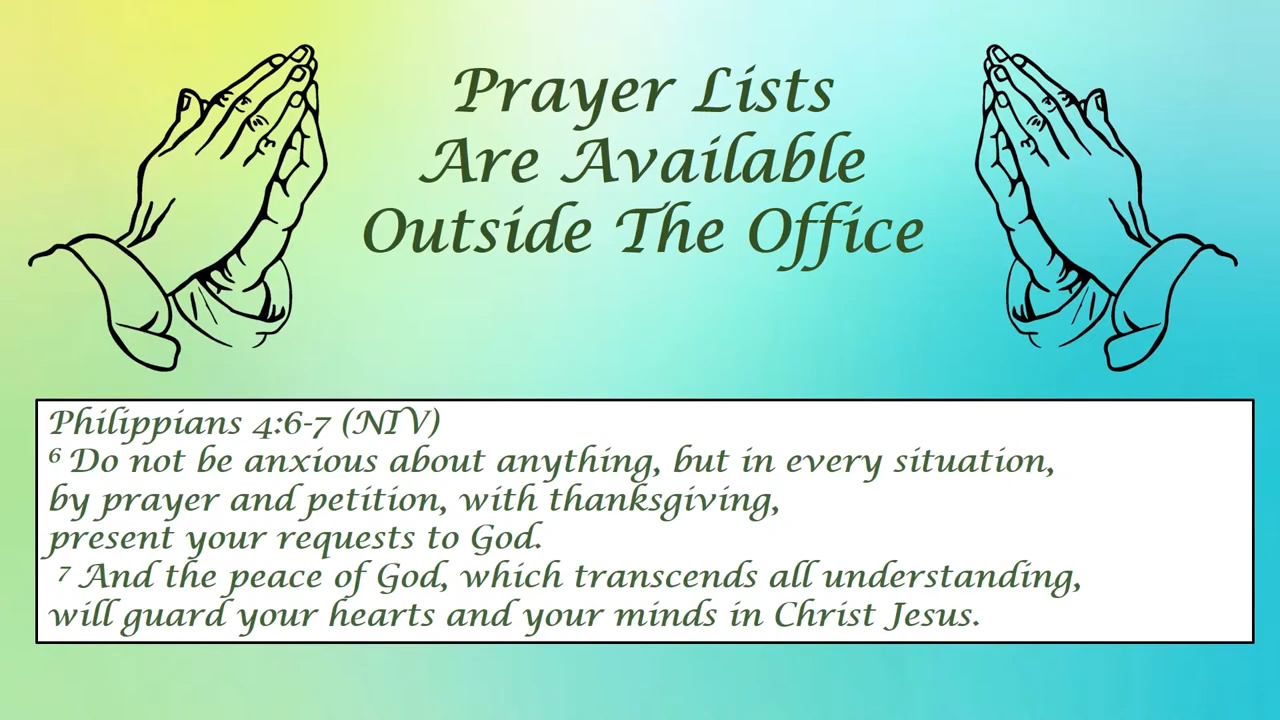 Prayer Lists
Are Available
Outside The Office
Philippians 4:6-7 (NIV)
⁶ Do not be anxious about anything, but in every situation,
by prayer and petition, with thanksgiving,
present your requests to God.
⁷ And the peace of God, which transcends all understanding,
will guard your hearts and your minds in Christ Jesus.